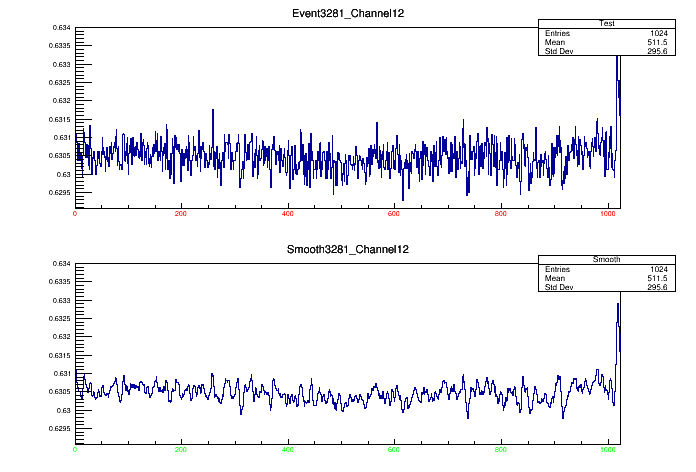 Event3281_Channel12
Test
Entries 1024
Mean 511.5
Std Dev 295.6
0.634
0.6335
0.633
0.6325
0.632
0.6315
0.631
0.6305
0.63
0.6295
0 200 400 600 800 1000
Smooth3281_Channel12
Smooth
Entries 1024
Mean 511.5
Std Dev 295.6
0.634
0.6335
0.633
0.6325
0.632
0.6315
0.631
0.6305
0.63
0.6295
0 200 400 600 800 1000